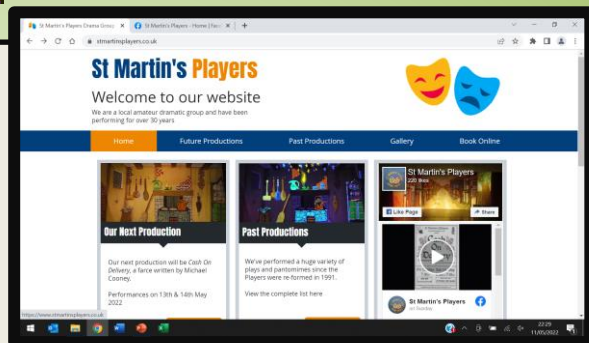 St Martin's Players Drama Group
St Martin's Players - Home | Face
stmartinsplayers.co.uk
St Martin's Players
Welcome to our website
We are a local amateur dramatic group and have been
performing for over 30 years
Home
Future Productions
Past Productions
Gallery
Book Online
Our Next Production
Our next production will be Cash On
Delivery, a farce written by Michael
Cooney.
Performances on 13th & 14th May
2022
Past Productions
We've performed a huge variety of
plays and pantomimes since the
Players were re-formed in 1991.
View the complete list here
St Martin's Players
Like Page
Share
St Martin's Players
on Sunday
https://www.stmartinsplayers.co.uk
22:29
11/05/2022